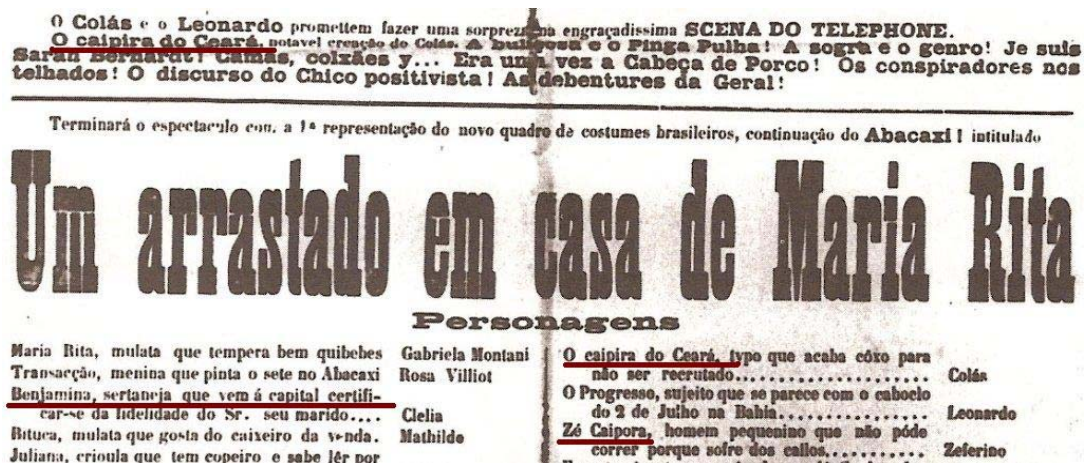 O Colás e o Leonardo promettem fazer uma sorpreza na engraçadissima SCENA DO TELEPHONE.
O caipira do Ceará, notavel creação do Colás. A buliçosa e o Pinga Pulha! A sogra e o genro! Je suis
Sarah Bernardt! Camas, colxães y... Era uma vez a Cabeça de Porco! Os conspiradores nos
telhados! O discurso do Chico positivista! As debentures da Geral!
Terminará o espectaculo com a 1ª representação do novo quadro de costumes brasileiros, continuação do Abacaxi! intitulado
Um arrastado em casa de Maria Rita
Personagens
Maria Rita, mulata que tempera bem quibebes Gabriela Montani
Transacção, menina que pinta o sete no Abacaxi Rosa Villiot
Benjamina, sertaneja que vem á capital certifi-
car-se da fidelidade do Sr. seu marido.... Clelia
Rituca, mulata que gosta do caixeiro da venda. Mathilde
Juliana, crioula que tem copeiro e sabe lêr por
O caipira do Ceará, typo que acaba côxo para
não ser recrutado.................. Colás
O Progresso, sujeito que se parece com o caboclo
do 2 de Julho na Bahia............. Leonardo
Zé Caipora, homem pequenino que não póde
correr porque sofre dos callos........... Zeferino